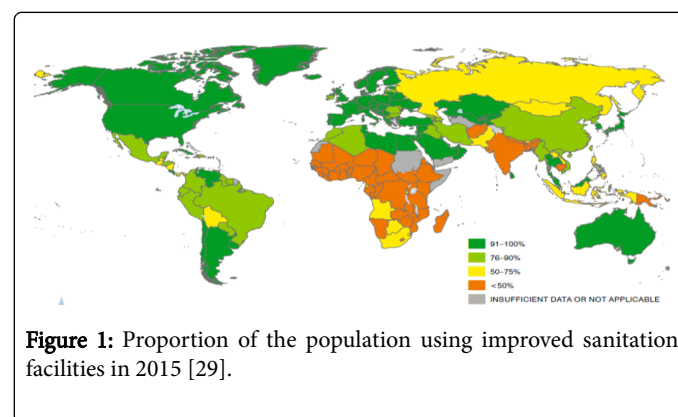 91–100%
76–90%
50–75%
<50%
INSUFFICIENT DATA OR NOT APPLICABLE
Figure 1: Proportion of the population using improved sanitation
facilities in 2015 [29].